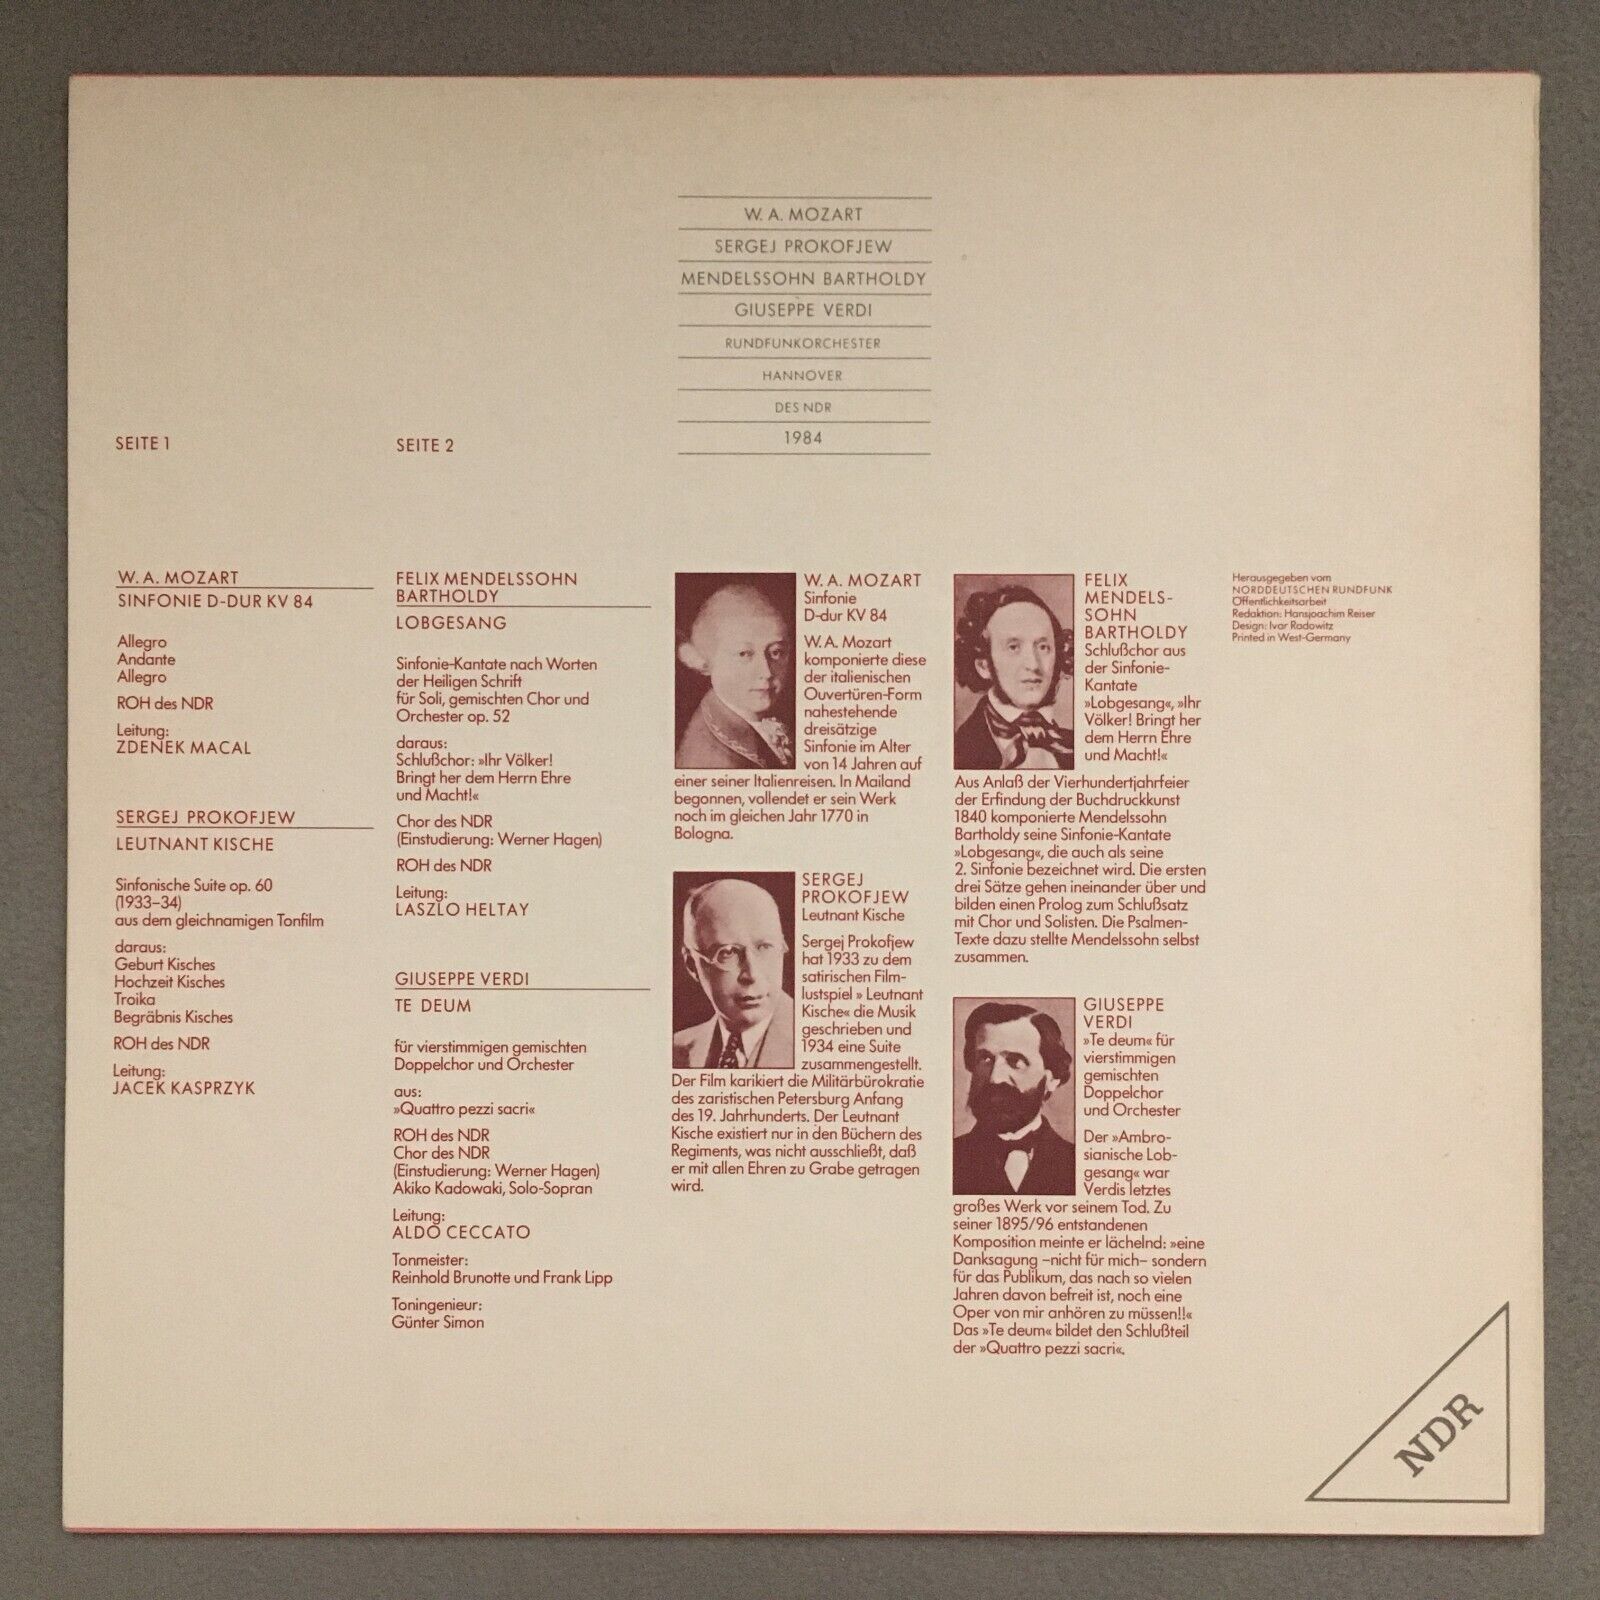 W. A. MOZART
SERGEJ PROKOFJEW
MENDELSSOHN BARTHOLDY
GIUSEPPE VERDI
RUNDFUNKORCHESTER
HANNOVER
DES NDR
1984
SEITE 1
W. A. MOZART
SINFONIE D-DUR KV 84
Allegro
Andante
Allegro
ROH des NDR
Leitung:
ZDENEK MACAL
SERGEJ PROKOFJEW
LEUTNANT KISCHE
Sinfonische Suite op. 60
(1933–34)
aus dem gleichnamigen Tonfilm
daraus:
Geburt Kisches
Hochzeit Kisches
Troika
Begräbnis Kisches
ROH des NDR
Leitung:
JACEK KASPRZYK
SEITE 2
FELIX MENDELSSOHN
BARTHOLDY
LOBGESANG
Sinfonie-Kantate nach Worten
der Heiligen Schrift
für Soli, gemischten Chor und
Orchester op. 52
daraus:
Schlußchor: »Ihr Völker!
Bringt her dem Herrn Ehre
und Macht!«
Chor des NDR
(Einstudierung: Werner Hagen)
ROH des NDR
Leitung:
LASZLO HELTAY
GIUSEPPE VERDI
TE DEUM
für vierstimmigen gemischten
Doppelchor und Orchester
aus:
»Quattro pezzi sacri«
ROH des NDR
Chor des NDR
(Einstudierung: Werner Hagen)
Akiko Kadowaki, Solo-Sopran
Leitung:
ALDO CECCATO
Tonmeister:
Reinhold Brunotte und Frank Lipp
Toningenieur:
Günter Simon
W. A. MOZART
Sinfonie
D-dur KV 84
W. A. Mozart
komponierte diese
der italienischen
Ouvertüren-Form
nahestehende
dreisätzige
Sinfonie im Alter
von 14 Jahren auf
einer seiner Italienreisen. In Mailand
begonnen, vollendet er sein Werk
noch im gleichen Jahr 1770 in
Bologna.
SERGEJ
PROKOFJEW
Leutnant Kische
Sergej Prokofjew
hat 1933 zu dem
satirischen Film-
lustspiel » Leutnant
Kische« die Musik
geschrieben und
1934 eine Suite
zusammengestellt.
Der Film karikiert die Militärbürokratie
des zaristischen Petersburg Anfang
des 19. Jahrhunderts. Der Leutnant
Kische existiert nur in den Büchern des
Regiments, was nicht ausschließt, daß
er mit allen Ehren zu Grabe getragen
wird.
FELIX
MENDELS-
SOHN
BARTHOLDY
Schlußchor aus
der Sinfonie-
Kantate
»Lobgesang«, »Ihr
Völker! Bringt her
dem Herrn Ehre
und Macht!«
Aus Anlaß der Vierhundertjahrfeier
der Erfindung der Buchdruckkunst
1840 komponierte Mendelssohn
Bartholdy seine Sinfonie-Kantate
»Lobgesang«, die auch als seine
2. Sinfonie bezeichnet wird. Die ersten
drei Sätze gehen ineinander über und
bilden einen Prolog zum Schlußsatz
mit Chor und Solisten. Die Psalmen-
Texte dazu stellte Mendelssohn selbst
zusammen.
GIUSEPPE
VERDI
»Te deum« für
vierstimmigen
gemischten
Doppelchor
und Orchester
Der »Ambro-
sianische Lob-
gesang« war
Verdis letztes
großes Werk vor seinem Tod. Zu
seiner 1895/96 entstandenen
Komposition meinte er lächelnd: »eine
Danksagung –nicht für mich– sondern
für das Publikum, das nach so vielen
Jahren davon befreit ist, noch eine
Oper von mir anhören zu müssen!!«
Das »Te deum« bildet den Schlußteil
der »Quattro pezzi sacri«.
Herausgegeben vom
NORDDEUTSCHEN RUNDFUNK
Öffentlichkeitsarbeit
Redaktion: Hansjoachim Reiser
Design: Ivar Radowitz
Printed in West-Germany
NDR